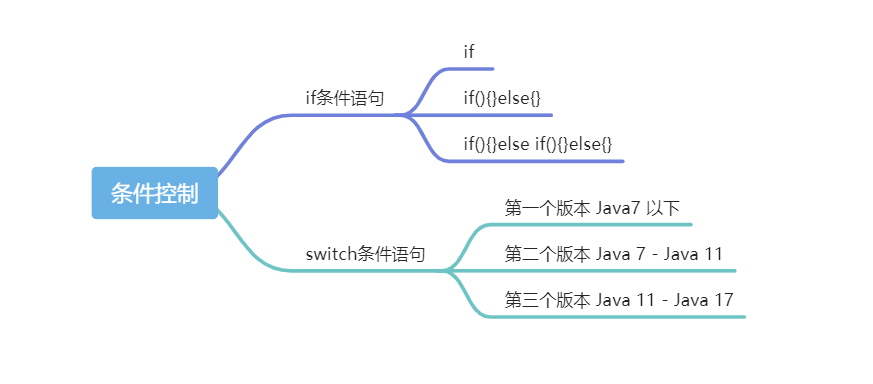 条件控制
if条件语句
if
if(){}else{}
if(){}else if(){}else{}
switch条件语句
第一个版本 Java7 以下
第二个版本 Java 7 - Java 11
第三个版本 Java 11 - Java 17